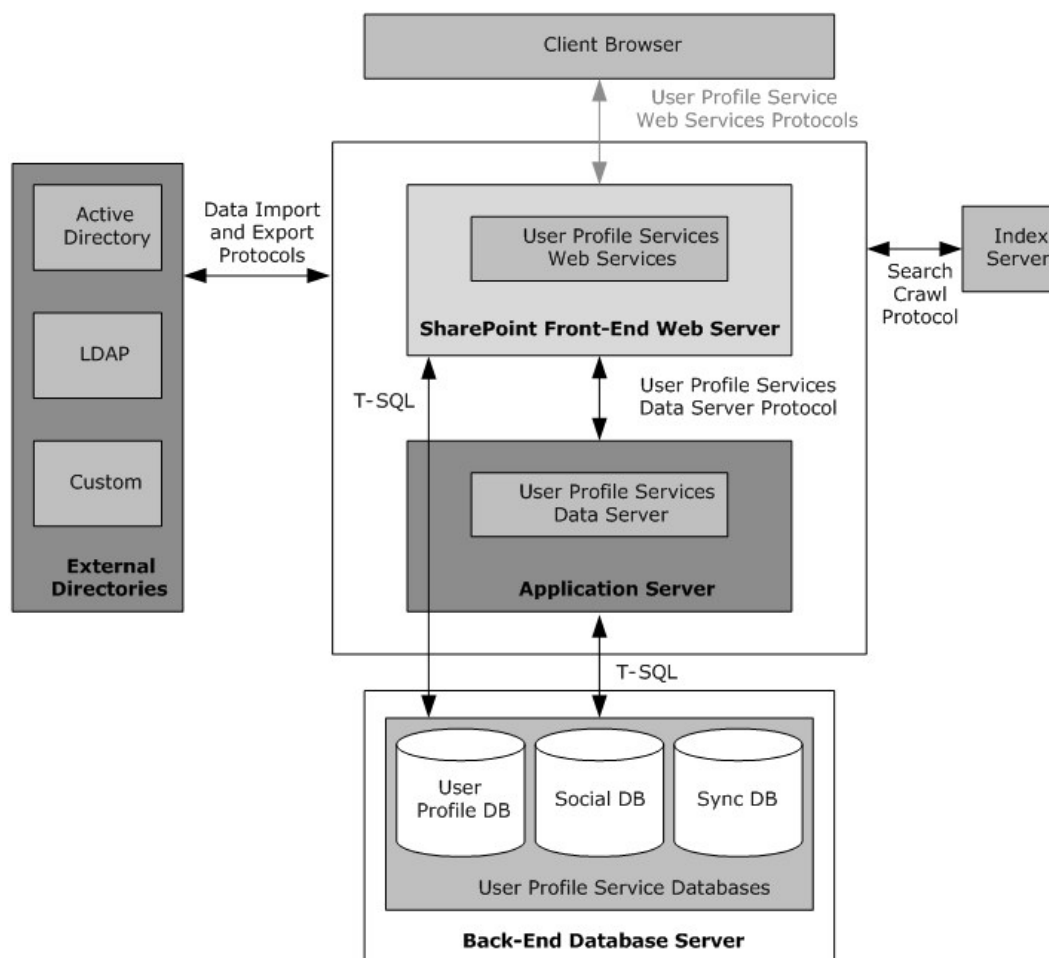 Client Browser
User Profile Service
Web Services Protocols
Active
Directory
LDAP
Custom
External
Directories
Data Import
and Export
Protocols
User Profile Services
Web Services
SharePoint Front-End Web Server
Index
Server
Search
Crawl
Protocol
T-SQL
User Profile Services
Data Server Protocol
User Profile Services
Data Server
Application Server
T-SQL
User
Profile DB
Social DB
Sync DB
User Profile Service Databases
Back-End Database Server